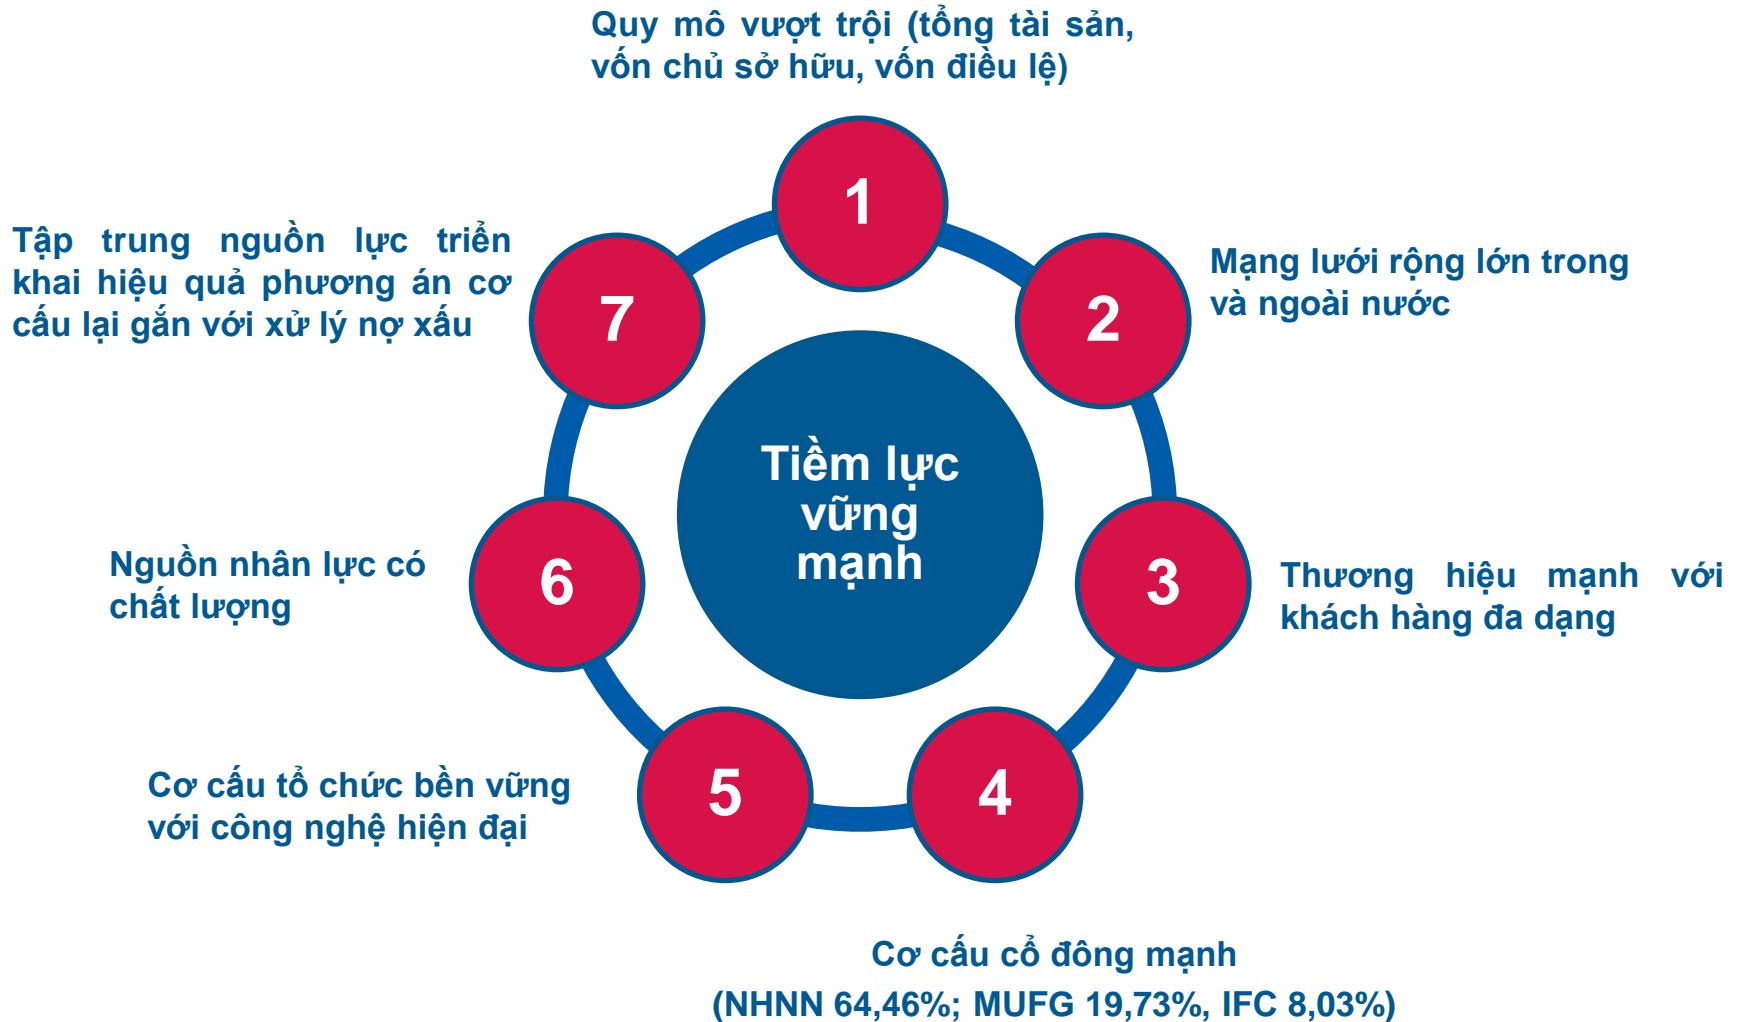 Quy mô vượt trội (tổng tài sản,
vốn chủ sở hữu, vốn điều lệ)
1
Mạng lưới rộng lớn trong
và ngoài nước
2
Thương hiệu mạnh với
khách hàng đa dạng
3
Cơ cấu cổ đông mạnh
(NHNN 64,46%; MUFG 19,73%, IFC 8,03%)
4
Cơ cấu tổ chức bền vững
với công nghệ hiện đại
5
Nguồn nhân lực có
chất lượng
6
Tập trung nguồn lực triển
khai hiệu quả phương án cơ
cấu lại gắn với xử lý nợ xấu
7
Tiềm lực
vững
mạnh